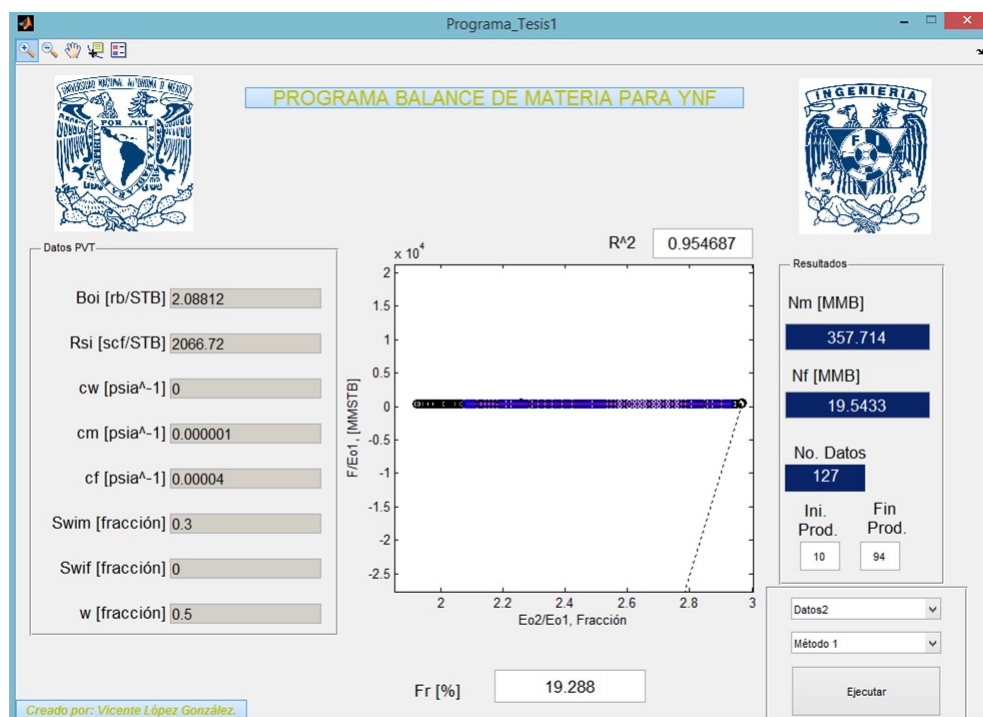 Programa_Tesis1
PROGRAMA BALANCE DE MATERIA PARA YNF
POR MI
INGENIERIA
F I
Datos PVT
Boi [rb/STB] 2.08812
Rsi [scf/STB] 2066.72
cw [psia^-1] 0
cm [psia^-1] 0.000001
cf [psia^-1] 0.00004
Swim [fracción] 0.3
Swif [fracción] 0
w [fracción] 0.5
R^2 0.954687
x 10^4
2
1.5
1
0.5
0
-0.5
-1
-1.5
-2
-2.5
F/Eo1, [MMSTB]
2 2.2 2.4 2.6 2.8 3
Eo2/Eo1, Fracción
Fr [%] 19.288
Resultados
Nm [MMB]
357.714
Nf [MMB]
19.5433
No. Datos
127
Ini. Prod.
Fin Prod.
10 94
Datos2
Método 1
Ejecutar
Creado por: Vicente López González.